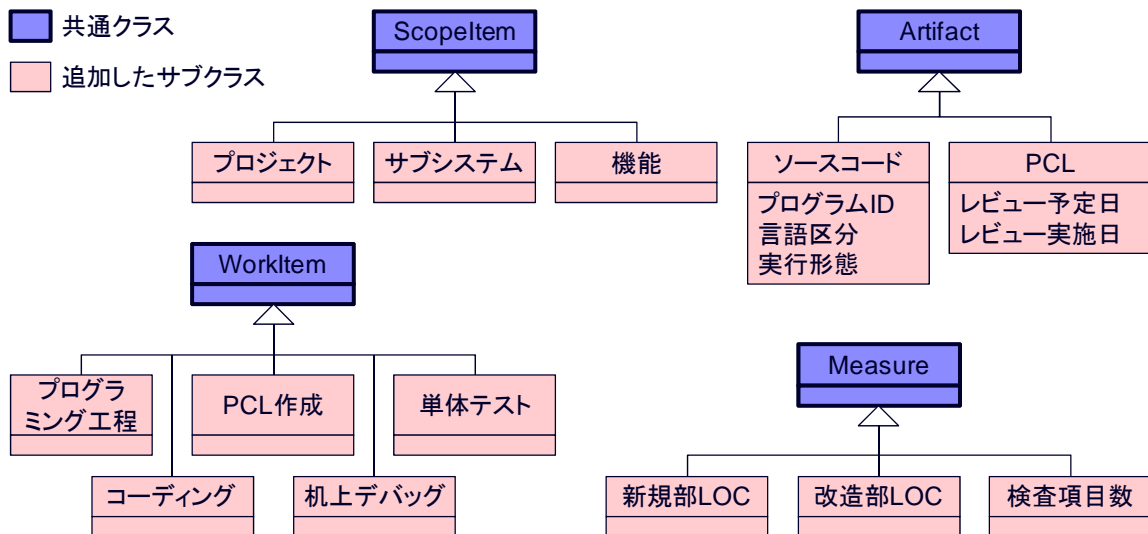 共通クラス
追加したサブクラス
ScopeItem
プロジェクト
サブシステム
機能
Artifact
ソースコード
プログラムID
言語区分
実行形態
PCL
レビュー予定日
レビュー実施日
WorkItem
プログラ
ミング工程
PCL作成
単体テスト
コーディング
机上デバッグ
Measure
新規部LOC
改造部LOC
検査項目数